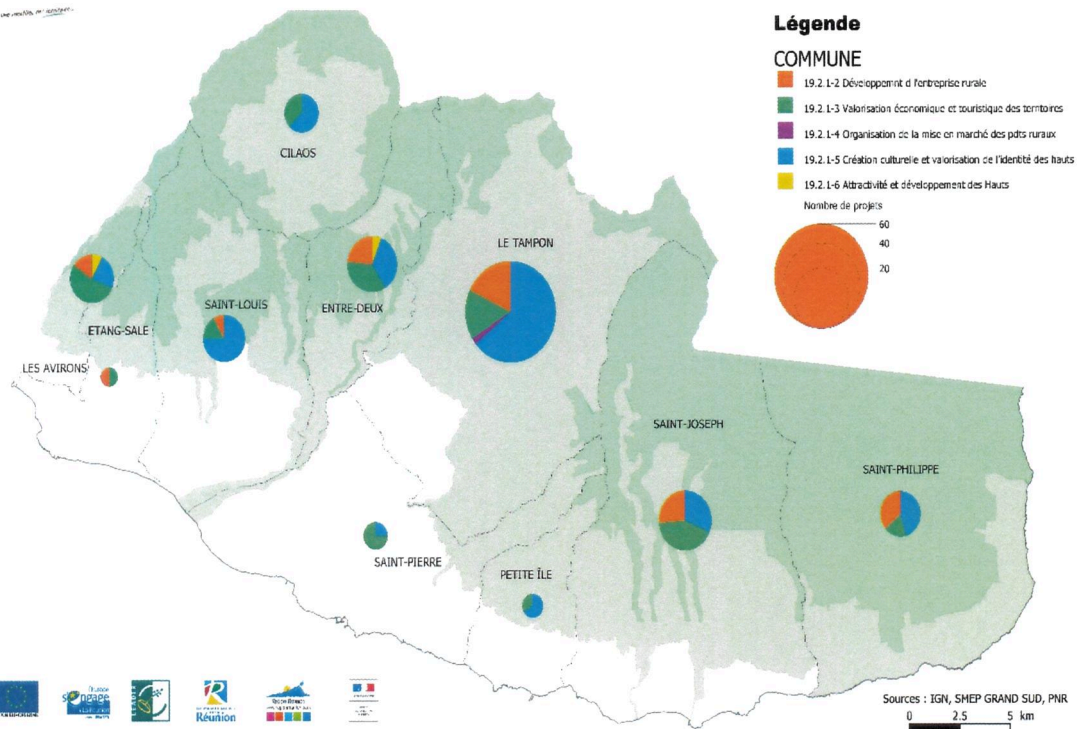 Légende
COMMUNE
19.2.1-2 Développemnt d l'entreprise rurale
19.2.1-3 Valorisation économique et touristique des territoires
19.2.1-4 Organisation de la mise en marché des pdts ruraux
19.2.1-5 Création culturelle et valorisation de l'identité des hauts
19.2.1-6 Attractivité et développement des Hauts
Nombre de projets
60
40
20
CILAOS
LE TAMPON
SAINT-LOUIS
ENTRE-DEUX
ETANG-SALE
LES AVIRONS
SAINT-JOSEPH
SAINT-PHILIPPE
SAINT-PIERRE
PETITE ÎLE
l'Europe
s'engage
LEADER
Réunion
Sources : IGN, SMEP GRAND SUD, PNR
0 2.5 5 km